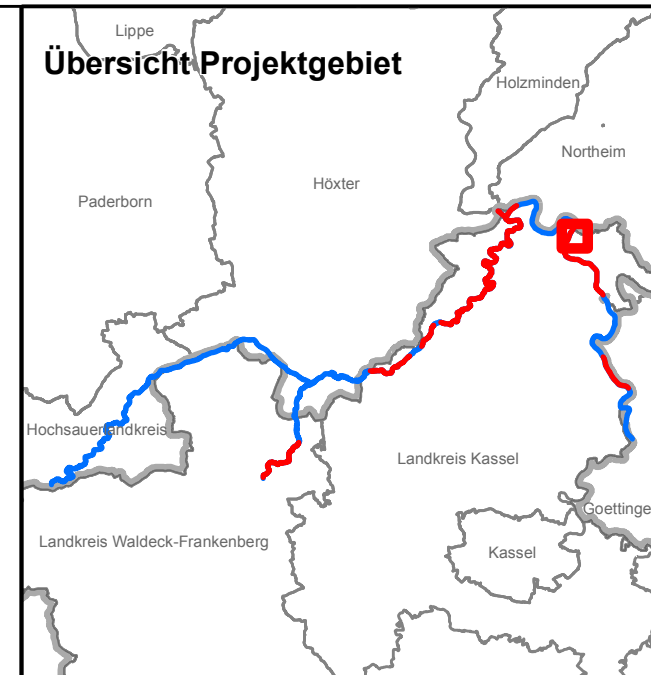 Lippe
Übersicht Projektgebiet
Holzminden
Northeim
Höxter
Paderborn
Hochsauerlandkreis
Landkreis Kassel
Goettinge
Landkreis Waldeck-Frankenberg
Kassel